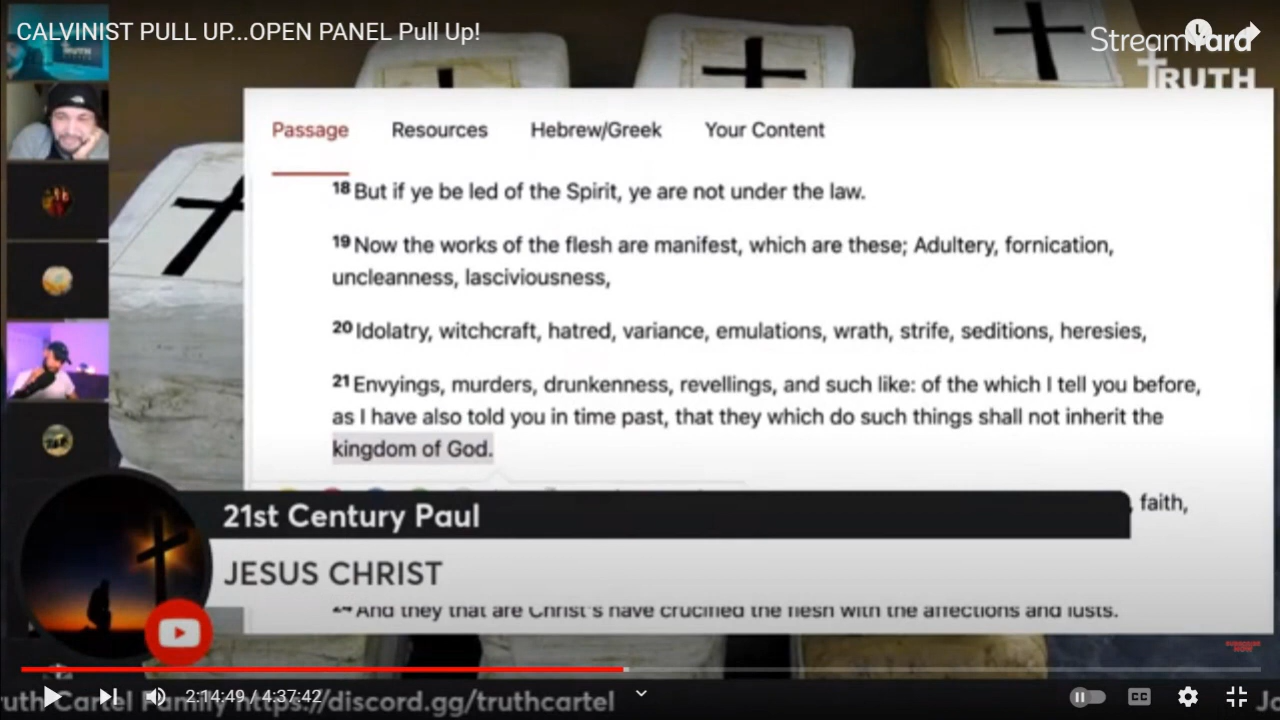 CALVINIST PULL UP...OPEN PANEL Pull Up!
StreamYard
TRUTH
TRUTH
Passage
Resources
Hebrew/Greek
Your Content
18 But if ye be led of the Spirit, ye are not under the law.
19 Now the works of the flesh are manifest, which are these; Adultery, fornication,
uncleanness, lasciviousness,
20 Idolatry, witchcraft, hatred, variance, emulations, wrath, strife, seditions, heresies,
21 Envyings, murders, drunkenness, revellings, and such like: of the which I tell you before,
as I have also told you in time past, that they which do such things shall not inherit the
kingdom of God.
, faith,
21st Century Paul
JESUS CHRIST
24 And they that are Christ's have crucified the flesh with the affections and lusts.
SUBSCRIBE
NOW
ruth Cartel Family https://discord.gg/truthcartel
Jo
2:14:49 / 4:37:42
CC